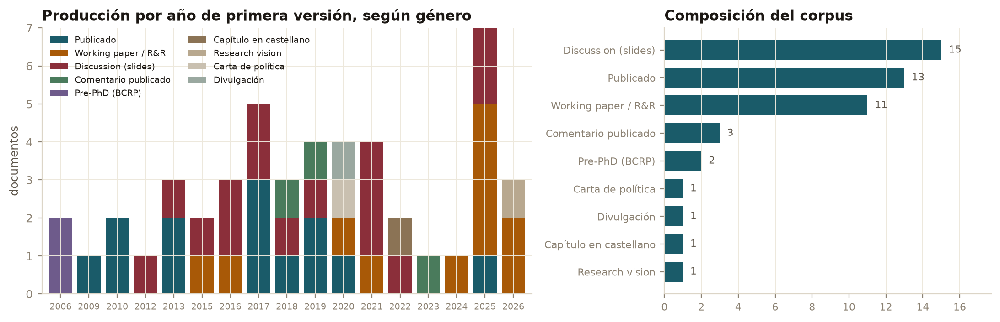 Producción por año de primera versión, según género
7
6
5
4
3
2
1
0
documentos
Publicado
Working paper / R&R
Discussion (slides)
Comentario publicado
Pre-PhD (BCRP)
Capítulo en castellano
Research vision
Carta de política
Divulgación
2006 2009 2010 2012 2013 2015 2016 2017 2018 2019 2020 2021 2022 2023 2024 2025 2026
Composición del corpus
Discussion (slides) 15
Publicado 13
Working paper / R&R 11
Comentario publicado 3
Pre-PhD (BCRP) 2
Carta de política 1
Divulgación 1
Capítulo en castellano 1
Research vision 1
0 2 4 6 8 10 12 14 16